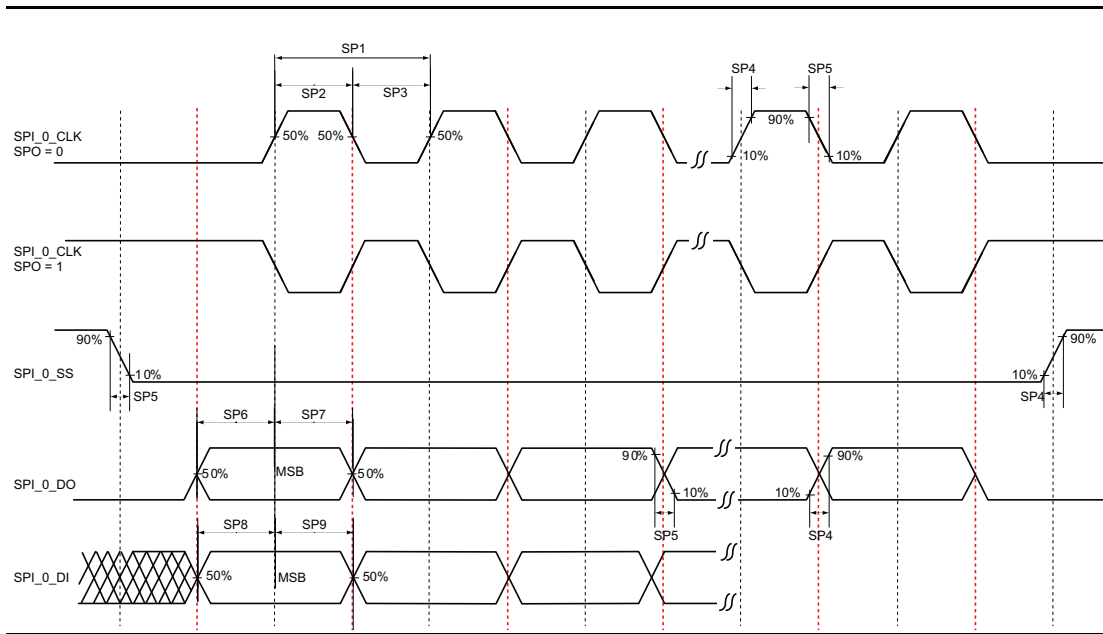 SP1
SP4 SP5
SP2 SP3
SPI_0_CLK
SPO = 0
50% 50% 50% 90%
10% 10%
SPI_0_CLK
SPO = 1
90% 90%
SPI_0_SS
10% 10%
SP5 SP4
SP6 SP7
90% 90%
50% MSB 50%
SPI_0_DO
10% 10%
SP8 SP9 SP5 SP4
SPI_0_DI
50% MSB 50%